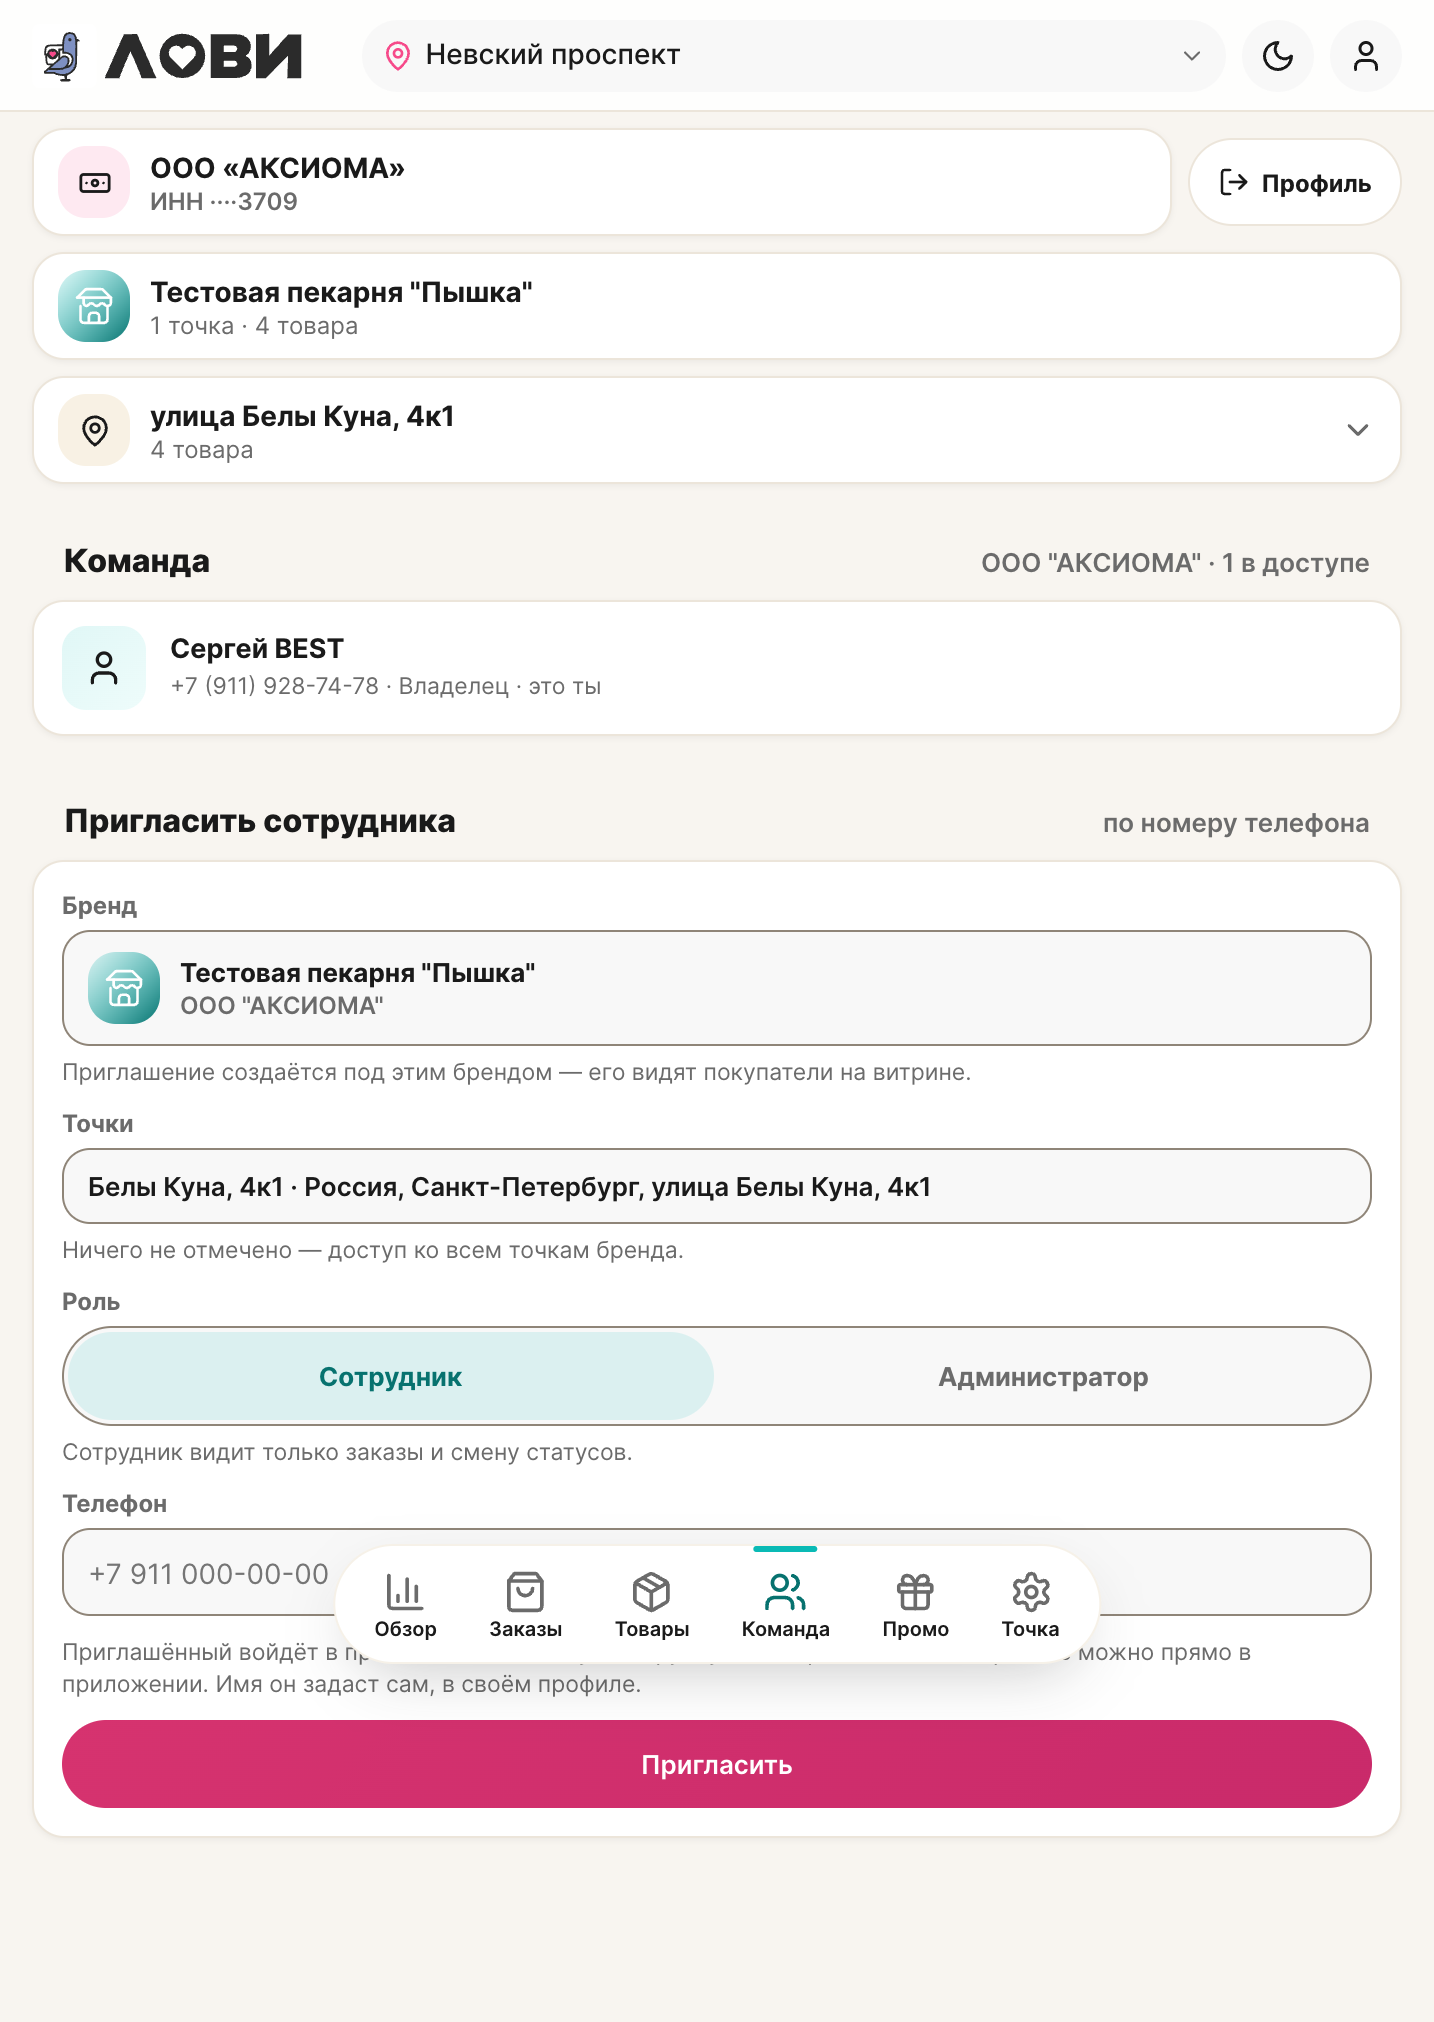 ЛОВИ
Невский проспект
ООО «АКСИОМА»
ИНН ····3709
Профиль
Тестовая пекарня "Пышка"
1 точка · 4 товара
улица Белы Куна, 4к1
4 товара
Команда
ООО "АКСИОМА" · 1 в доступе
Сергей BEST
+7 (911) 928-74-78 · Владелец · это ты
Пригласить сотрудника
по номеру телефона
Бренд
Тестовая пекарня "Пышка"
ООО "АКСИОМА"
Приглашение создаётся под этим брендом — его видят покупатели на витрине.
Точки
Белы Куна, 4к1 · Россия, Санкт-Петербург, улица Белы Куна, 4к1
Ничего не отмечено — доступ ко всем точкам бренда.
Роль
Сотрудник
Администратор
Сотрудник видит только заказы и смену статусов.
Телефон
+7 911 000-00-00
Обзор
Заказы
Товары
Команда
Промо
Точка
Приглашённый войдёт в можно прямо в
приложении. Имя он задаст сам, в своём профиле.
Пригласить